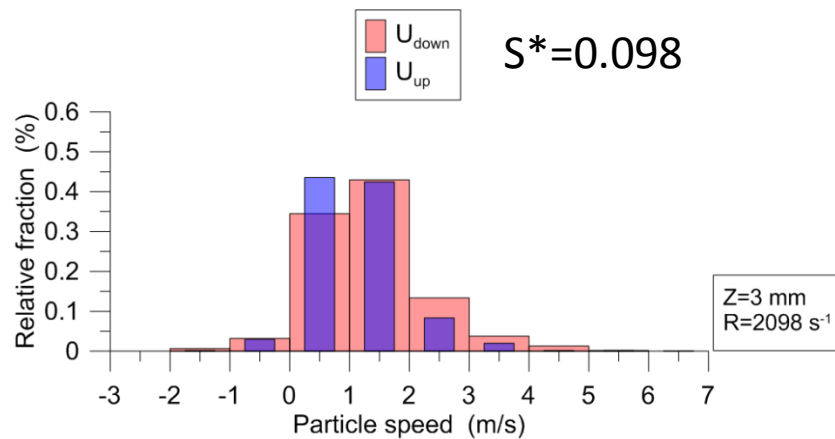 U_down
U_up
S*=0.098
0.6
0.5
0.4
0.3
0.2
0.1
0
Relative fraction (%)
-3 -2 -1 0 1 2 3 4 5 6 7
Particle speed (m/s)
Z=3 mm
R=2098 s⁻¹